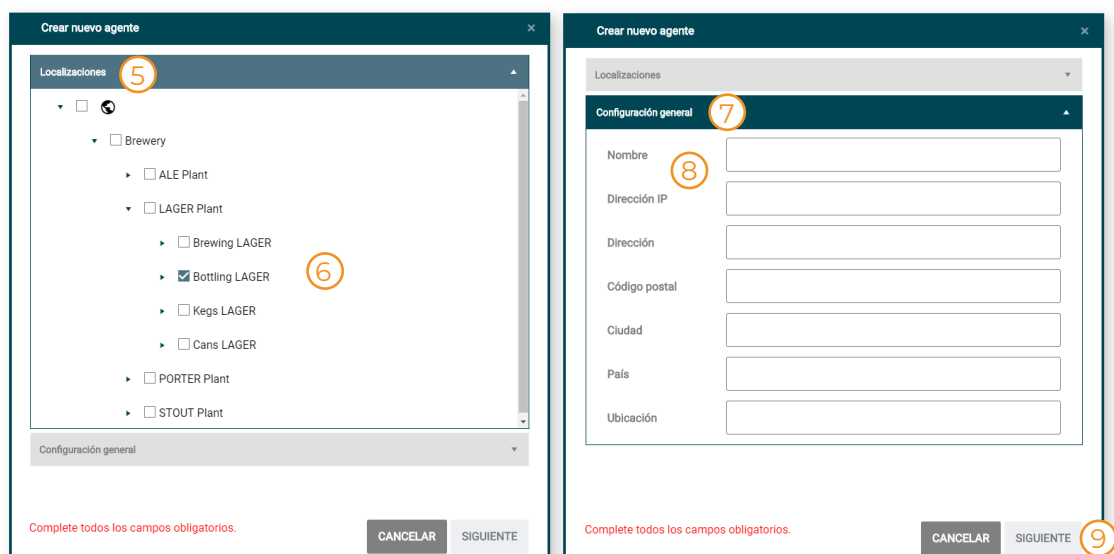 Crear nuevo agente ×
Localizaciones 5
Brewery
ALE Plant
LAGER Plant
Brewing LAGER
Bottling LAGER 6
Kegs LAGER
Cans LAGER
PORTER Plant
STOUT Plant
Configuración general
Complete todos los campos obligatorios.
CANCELAR SIGUIENTE
Crear nuevo agente ×
Localizaciones
Configuración general 7
Nombre 8
Dirección IP
Dirección
Código postal
Ciudad
País
Ubicación
Complete todos los campos obligatorios.
CANCELAR SIGUIENTE 9